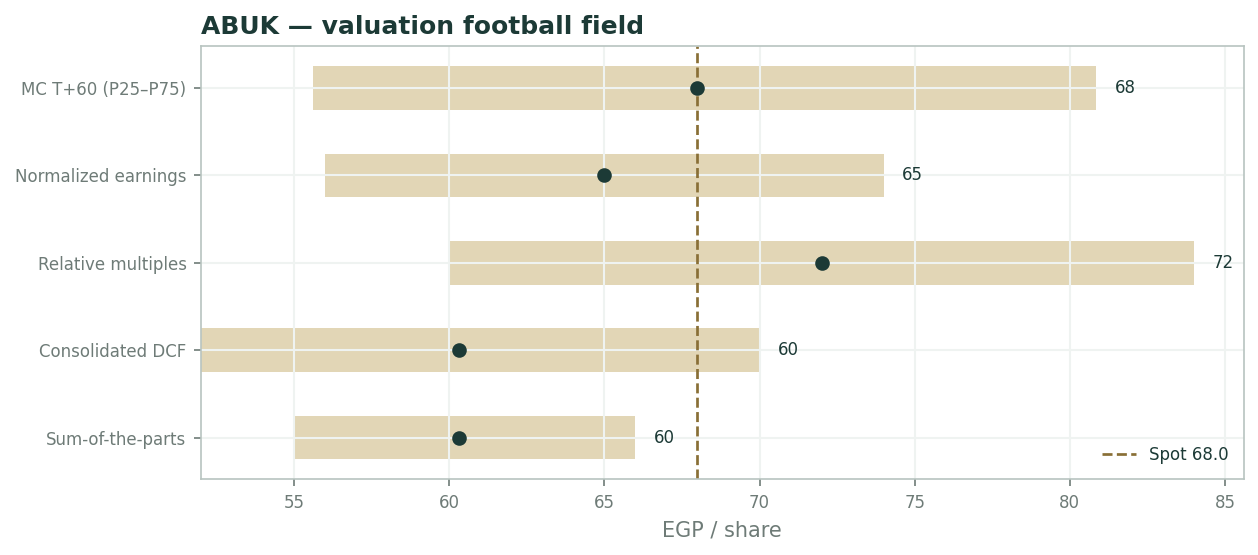 ABUK — valuation football field
MC T+60 (P25–P75)
68
Normalized earnings
65
Relative multiples
72
Consolidated DCF
60
Sum-of-the-parts
60
Spot 68.0
55 60 65 70 75 80 85
EGP / share